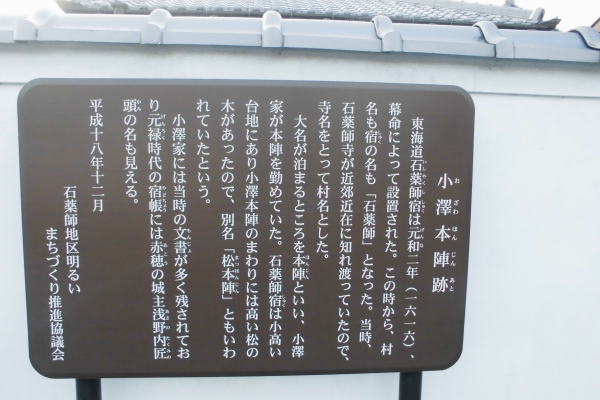 小澤本陣跡
おざわほんじんあと
東海道石薬師宿は元和二年（一六一六）、
幕命によって設置された。この時から、村
名も宿の名も「石薬師」となった。当時、
石薬師寺が近郊近在に知れ渡っていたので、
寺名をとって村名とした。
大名が泊まるところを本陣といい、小澤
家が本陣を勤めていた。石薬師宿は小高い
台地にあり小澤本陣のまわりには高い松の
木があったので、別名「松本陣」ともいわ
れていたという。
小澤家には当時の文書が多く残されてお
り元禄時代の宿帳には赤穂の城主浅野内匠
頭の名も見える。
平成十八年十二月
石薬師地区明るい
まちづくり推進協議会